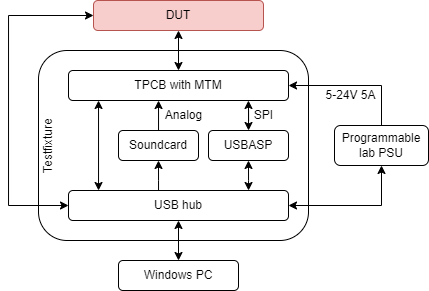 DUT
TPCB with MTM
5-24V 5A
Analog
SPI
Testfixture
Soundcard
USBASP
Programmable
lab PSU
USB hub
Windows PC